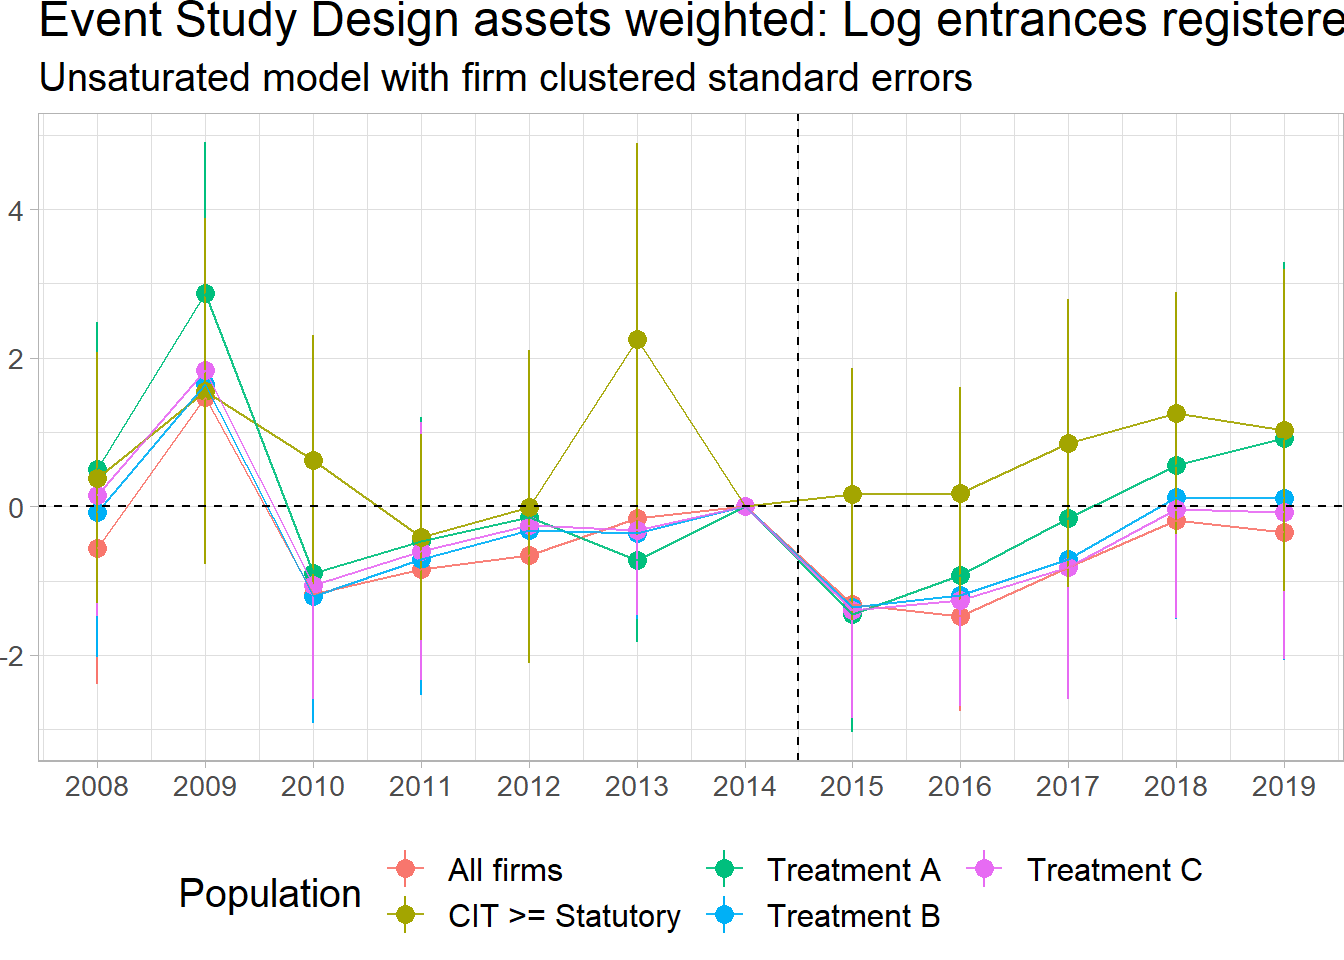 Event Study Design assets weighted: Log entrances registere
Unsaturated model with firm clustered standard errors
4
2
0
-2
2008 2009 2010 2011 2012 2013 2014 2015 2016 2017 2018 2019
Population
All firms
CIT >= Statutory
Treatment A
Treatment B
Treatment C